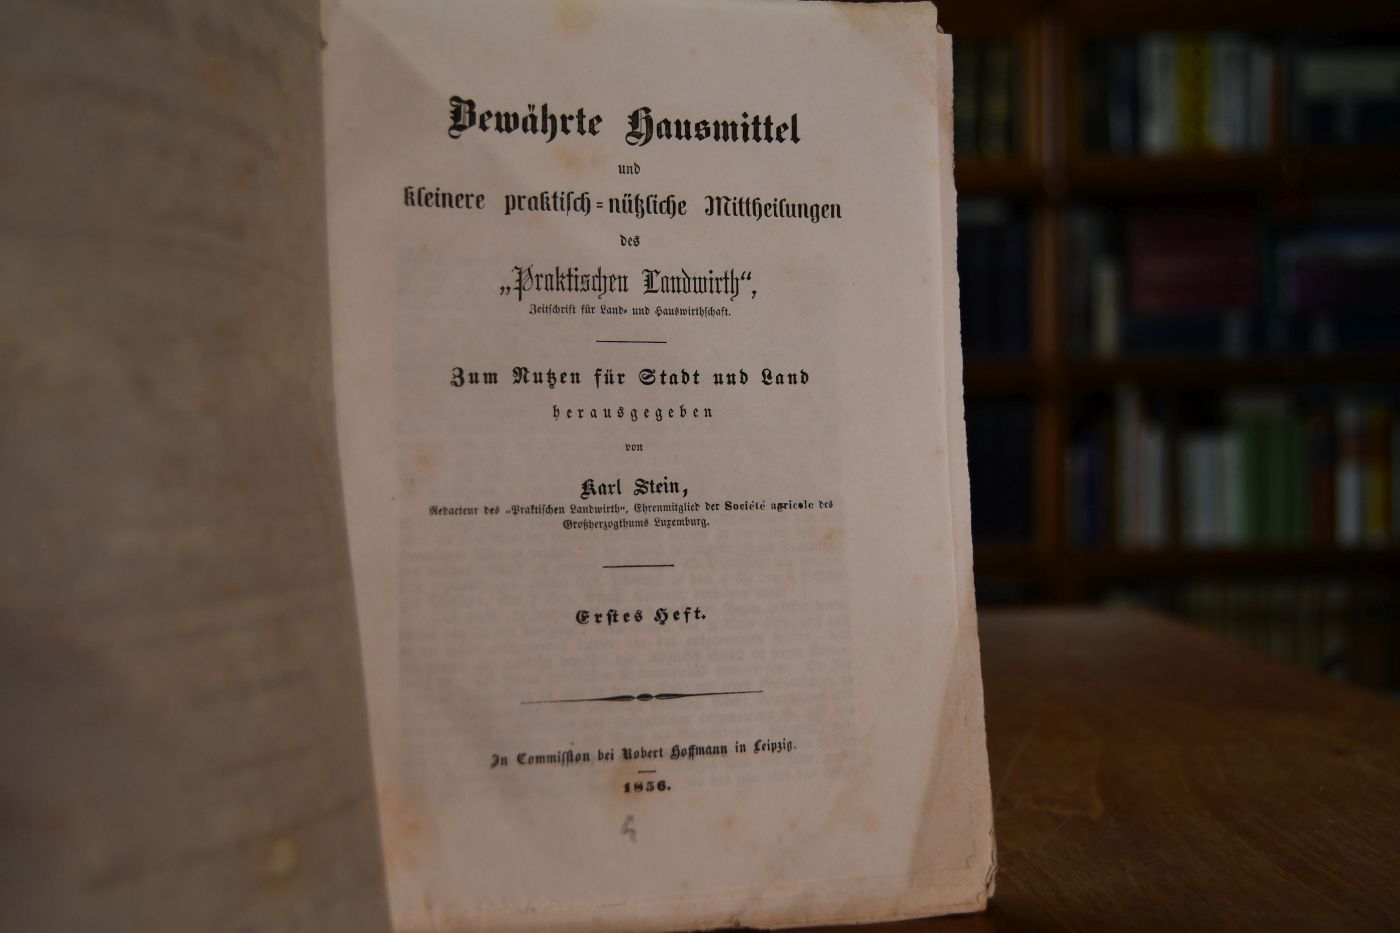 Bewährte Hausmittel
und
kleinere praktisch=nützliche Mittheilungen
des
„Praktischen Landwirth“,
Zeitschrift für Land= und Hauswirthschaft.
Zum Nutzen für Stadt und Land
herausgegeben
von
Karl Stein,
Redacteur des „Praktischen Landwirth“, Ehrenmitglied der Société agricole des
Großherzogthums Luxemburg.
Erstes Heft.
In Commission bei Robert Hoffmann in Leipzig.
1856.